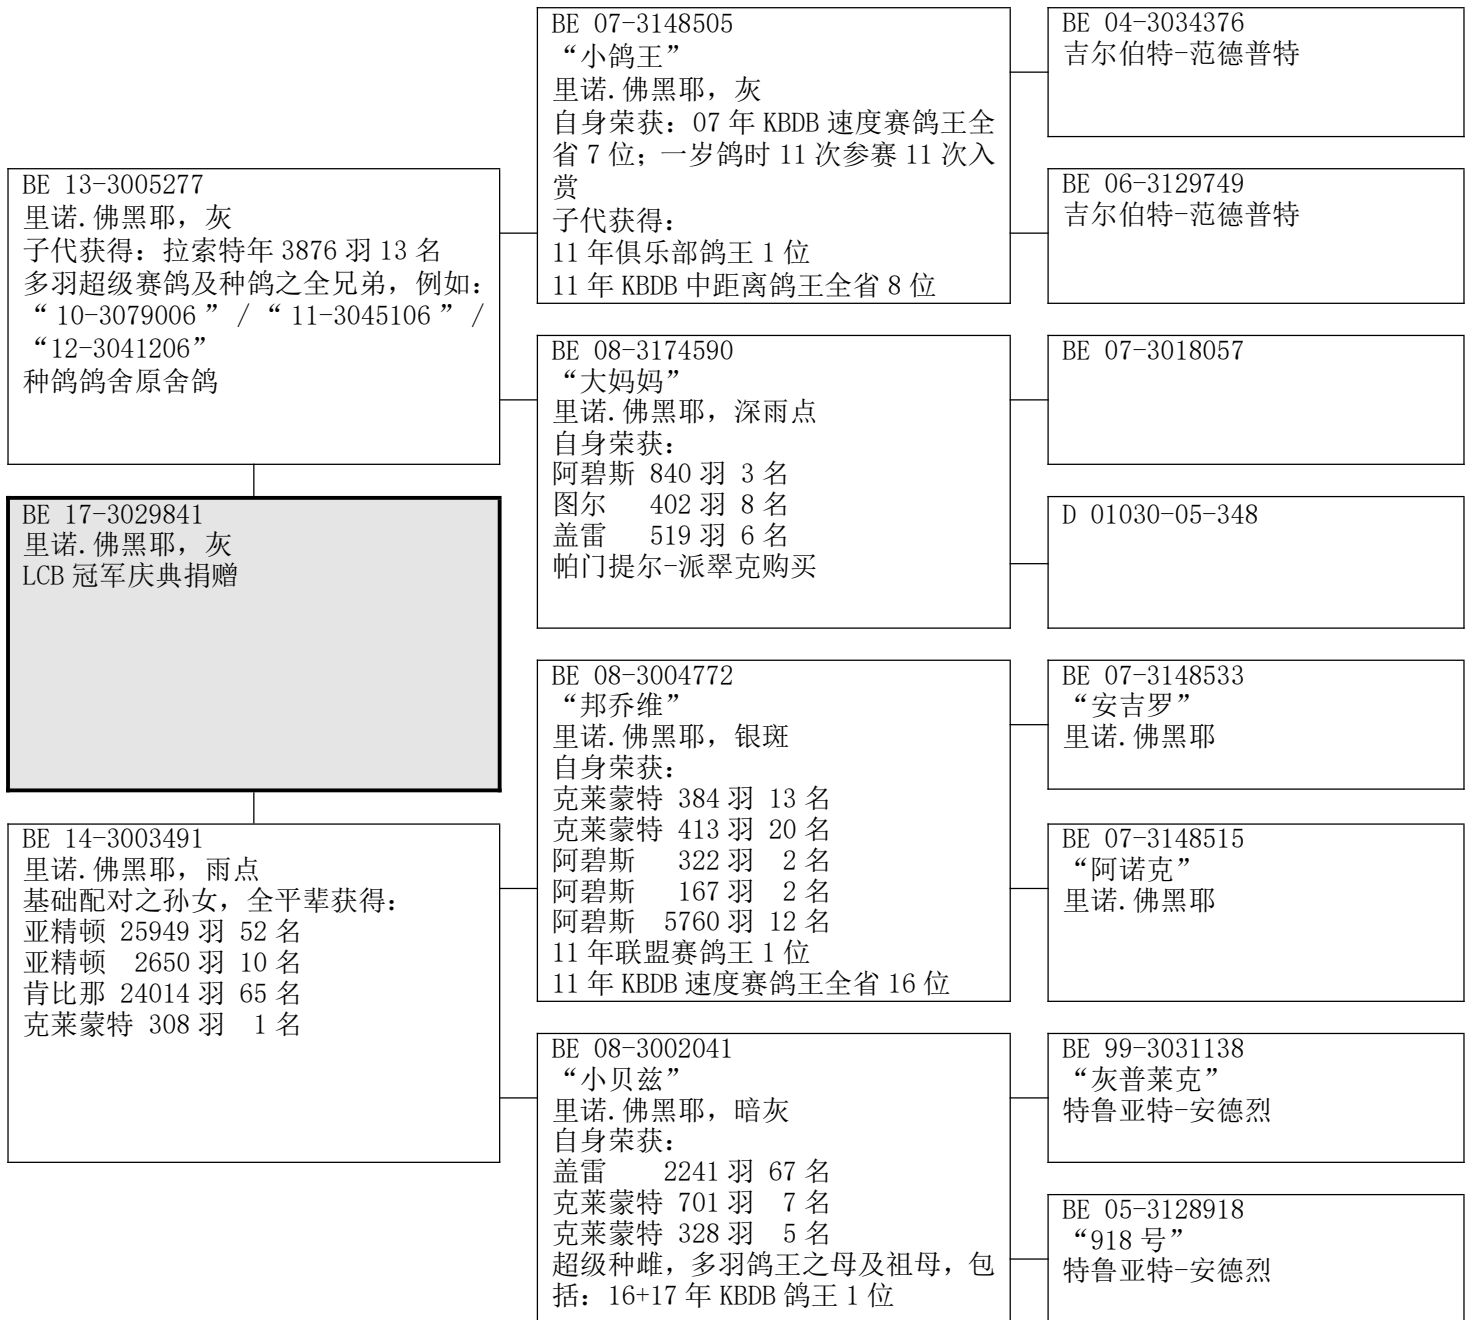 BE 13-3005277
里诺.佛黑耶，灰
子代获得：拉索特年 3876 羽 13 名
多羽超级赛鸽及种鸽之全兄弟，例如：
“ 10-3079006 ” / “ 11-3045106 ” /
“12-3041206”
种鸽鸽舍原舍鸽
BE 17-3029841
里诺.佛黑耶，灰
LCB 冠军庆典捐赠
BE 14-3003491
里诺.佛黑耶，雨点
基础配对之孙女，全平辈获得：
亚精顿 25949 羽 52 名
亚精顿 2650 羽 10 名
肯比那 24014 羽 65 名
克莱蒙特 308 羽 1 名
BE 07-3148505
“小鸽王”
里诺.佛黑耶，灰
自身荣获：07 年 KBDB 速度赛鸽王全
省 7 位；一岁鸽时 11 次参赛 11 次入
赏
子代获得：
11 年俱乐部鸽王 1 位
11 年 KBDB 中距离鸽王全省 8 位
BE 08-3174590
“大妈妈”
里诺.佛黑耶，深雨点
自身荣获：
阿碧斯 840 羽 3 名
图尔 402 羽 8 名
盖雷 519 羽 6 名
帕门提尔-派翠克购买
BE 08-3004772
“邦乔维”
里诺.佛黑耶，银斑
自身荣获：
克莱蒙特 384 羽 13 名
克莱蒙特 413 羽 20 名
阿碧斯 322 羽 2 名
阿碧斯 167 羽 2 名
阿碧斯 5760 羽 12 名
11 年联盟赛鸽王 1 位
11 年 KBDB 速度赛鸽王全省 16 位
BE 08-3002041
“小贝兹”
里诺.佛黑耶，暗灰
自身荣获：
盖雷 2241 羽 67 名
克莱蒙特 701 羽 7 名
克莱蒙特 328 羽 5 名
超级种雌，多羽鸽王之母及祖母，包
括：16+17 年 KBDB 鸽王 1 位
BE 04-3034376
吉尔伯特-范德普特
BE 06-3129749
吉尔伯特-范德普特
BE 07-3018057
D 01030-05-348
BE 07-3148533
“安吉罗”
里诺.佛黑耶
BE 07-3148515
“阿诺克”
里诺.佛黑耶
BE 99-3031138
“灰普莱克”
特鲁亚特-安德烈
BE 05-3128918
“918 号”
特鲁亚特-安德烈